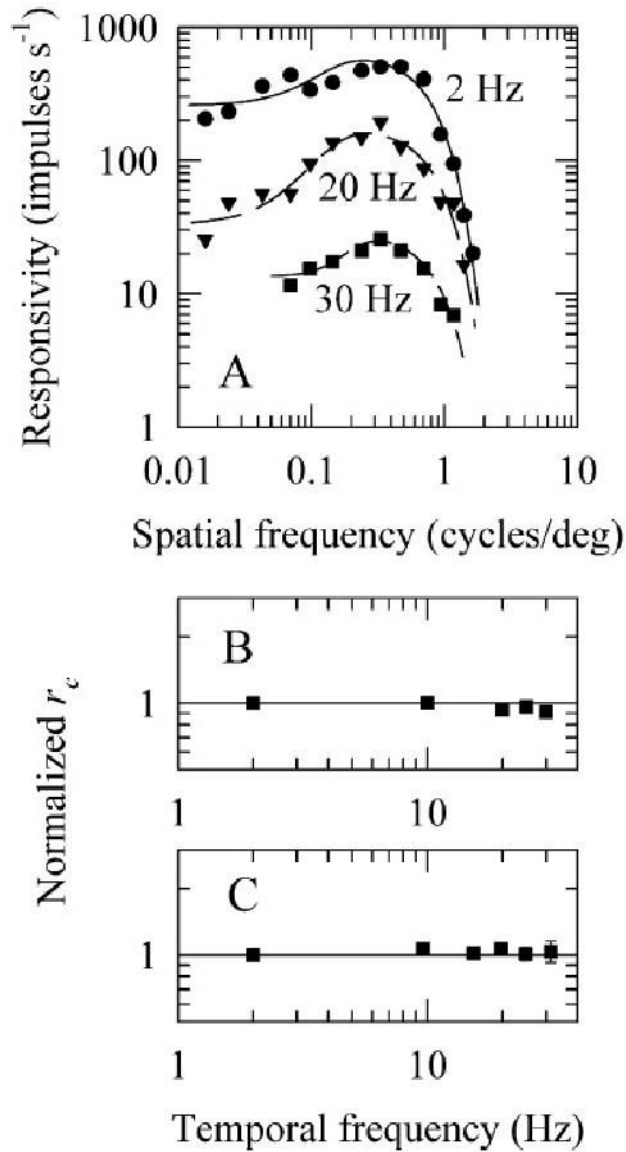 1000
100
10
1
Responsivity (impulses s⁻¹)
2 Hz
20 Hz
30 Hz
A
0.01 0.1 1 10
Spatial frequency (cycles/deg)
B
1
1 10
Normalized r_c
C
1
1 10
Temporal frequency (Hz)